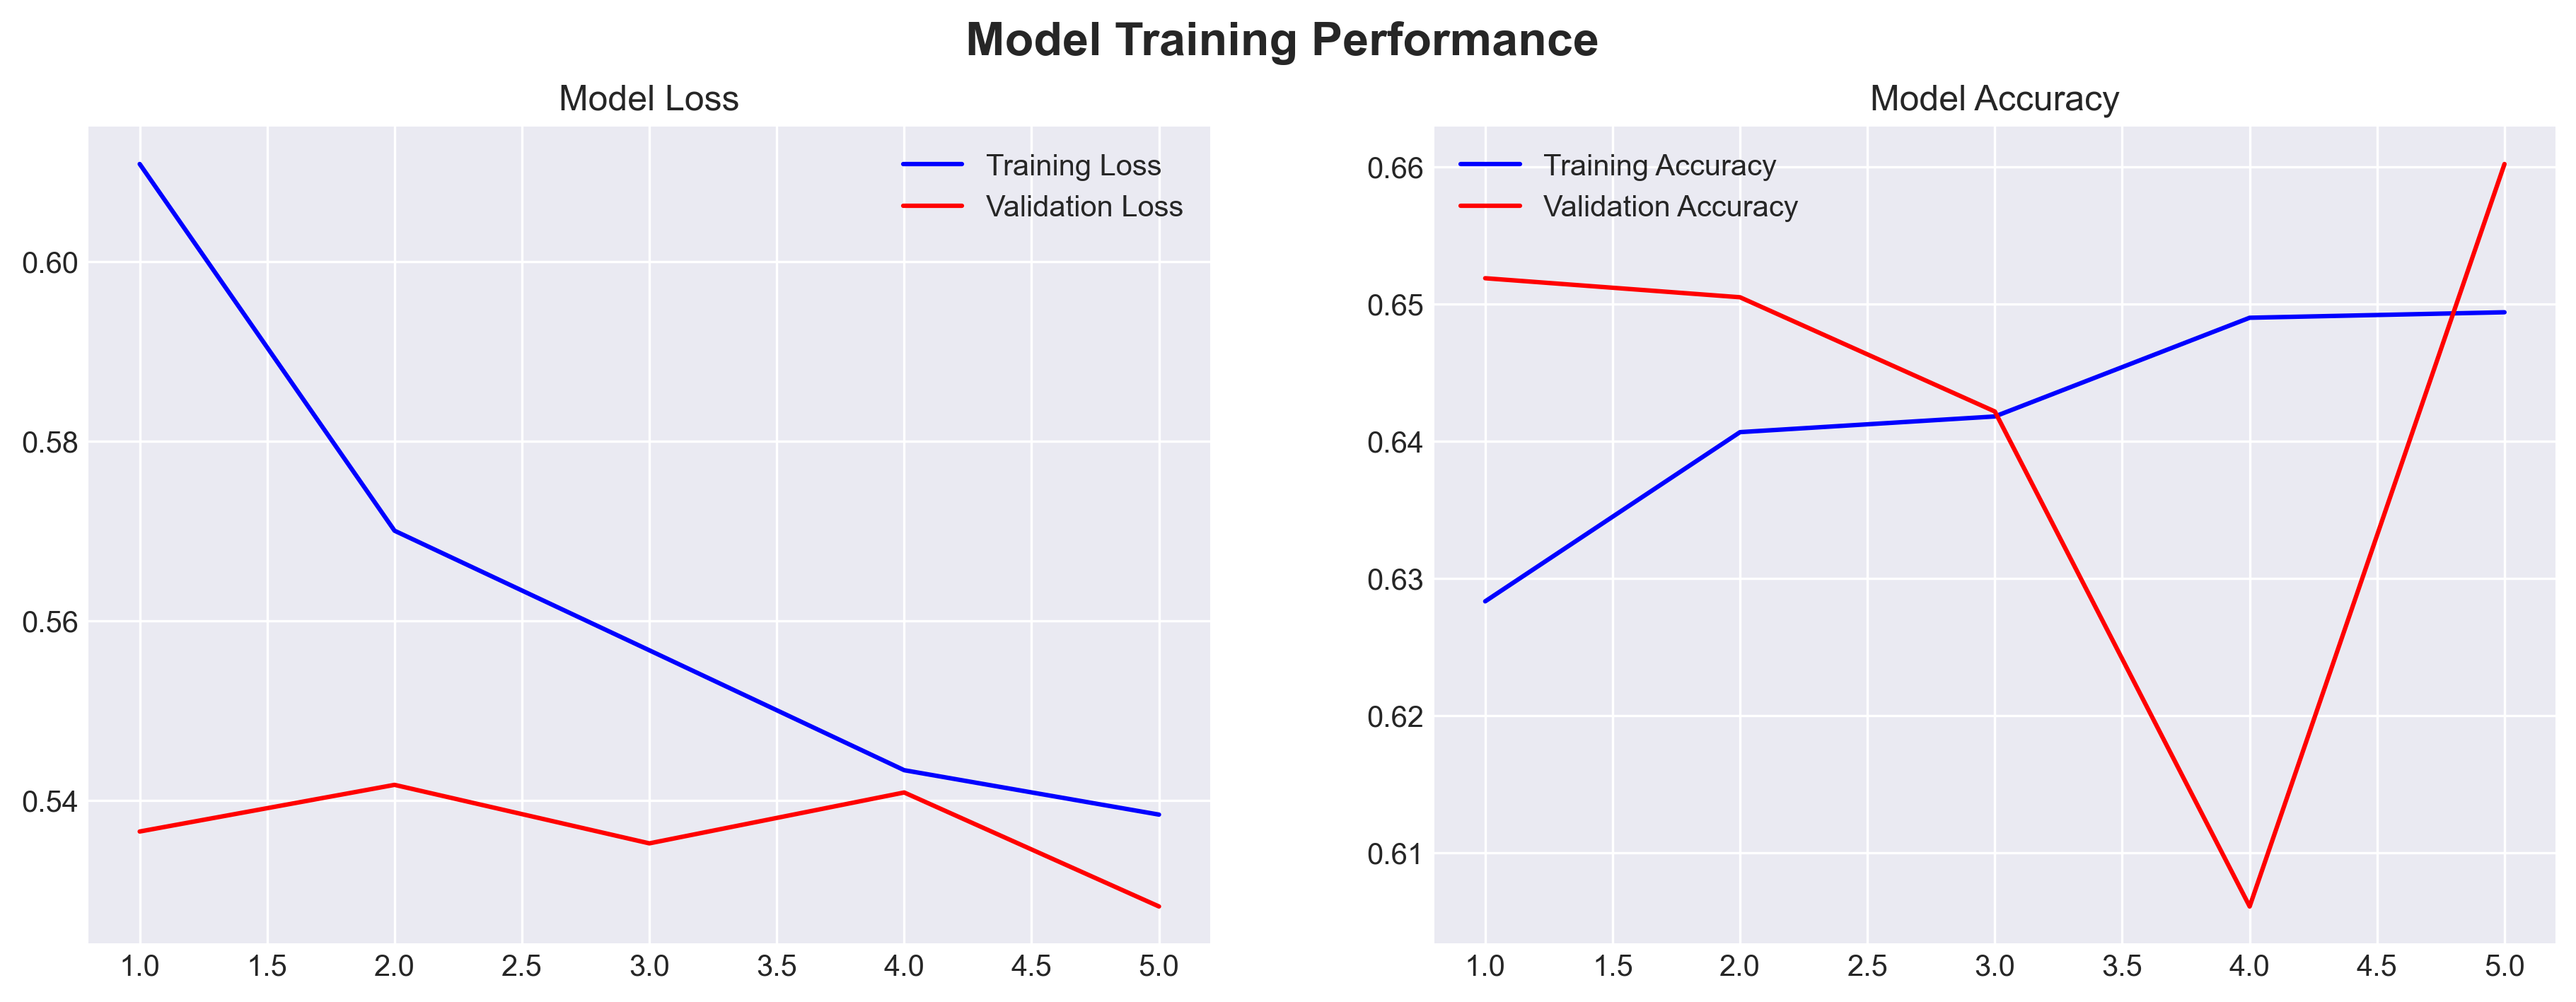 Model Training Performance
Model Loss
Training Loss
Validation Loss
0.60
0.58
0.56
0.54
1.0 1.5 2.0 2.5 3.0 3.5 4.0 4.5 5.0
Model Accuracy
Training Accuracy
Validation Accuracy
0.66
0.65
0.64
0.63
0.62
0.61
1.0 1.5 2.0 2.5 3.0 3.5 4.0 4.5 5.0